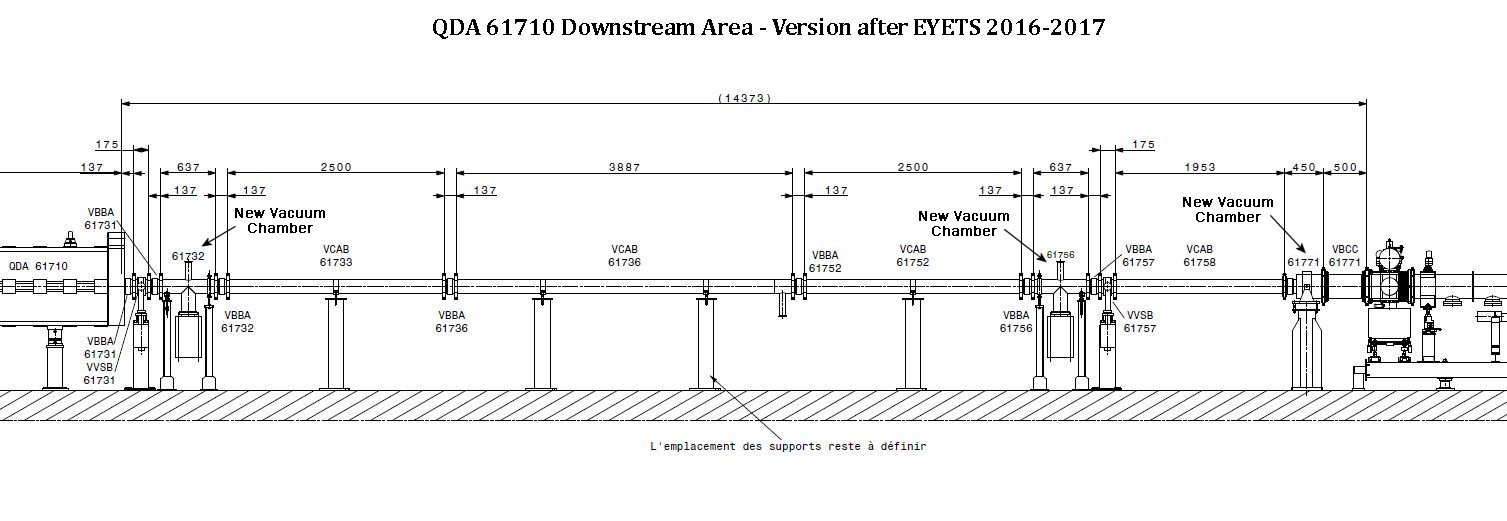 QDA 61710 Downstream Area - Version after EYETS 2016-2017
(14373)
175
175
137
637
2500
3887
2500
637
1953
450
500
137
137
137
137
137
137
VBBA
61731
New Vacuum
Chamber
New Vacuum
Chamber
New Vacuum
Chamber
QDA 61710
61732
VCAB
61733
VCAB
61736
VBBA
61752
VCAB
61752
61756
VBBA
61757
VCAB
61758
61771
VBCC
61771
VBBA
61731
VVSB
61731
VBBA
61732
VBBA
61736
VBBA
61756
VVSB
61757
L'emplacement des supports reste à définir